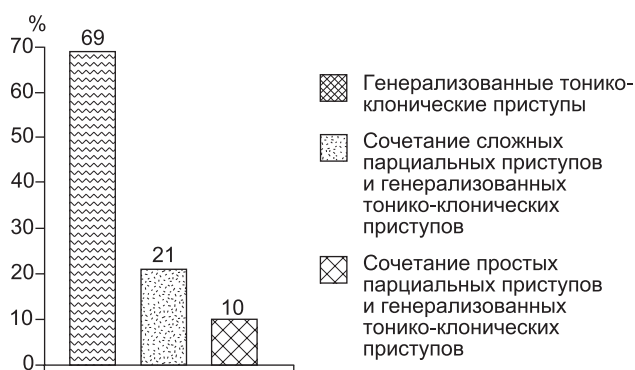 %
69
70
60
50
40
30
20
10
0
21
10
Генерализованные тонико-
клонические приступы
Сочетание сложных
парциальных приступов
и генерализованных
тонико-клонических
приступов
Сочетание простых
парциальных приступов
и генерализованных
тонико-клонических
приступов